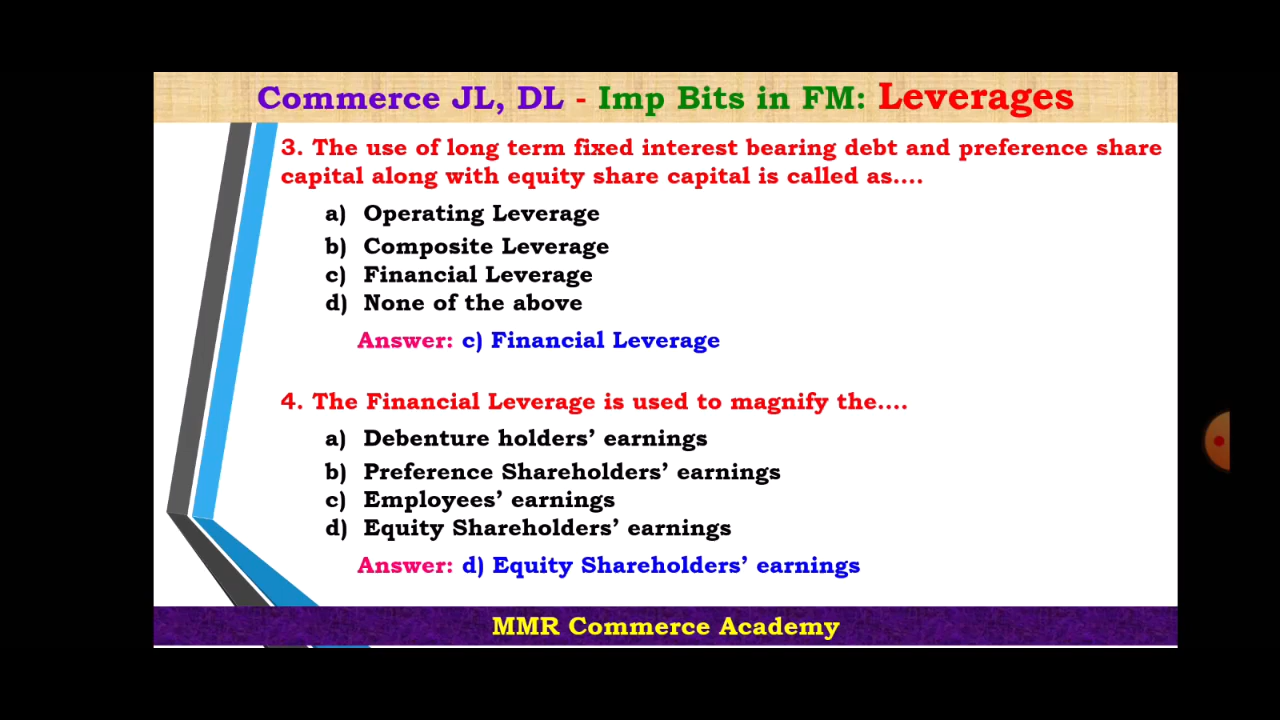 Commerce JL, DL - Imp Bits in FM: Leverages
3. The use of long term fixed interest bearing debt and preference share
capital along with equity share capital is called as....
a) Operating Leverage
b) Composite Leverage
c) Financial Leverage
d) None of the above
Answer: c) Financial Leverage
4. The Financial Leverage is used to magnify the....
a) Debenture holders’ earnings
b) Preference Shareholders’ earnings
c) Employees’ earnings
d) Equity Shareholders’ earnings
Answer: d) Equity Shareholders’ earnings
MMR Commerce Academy